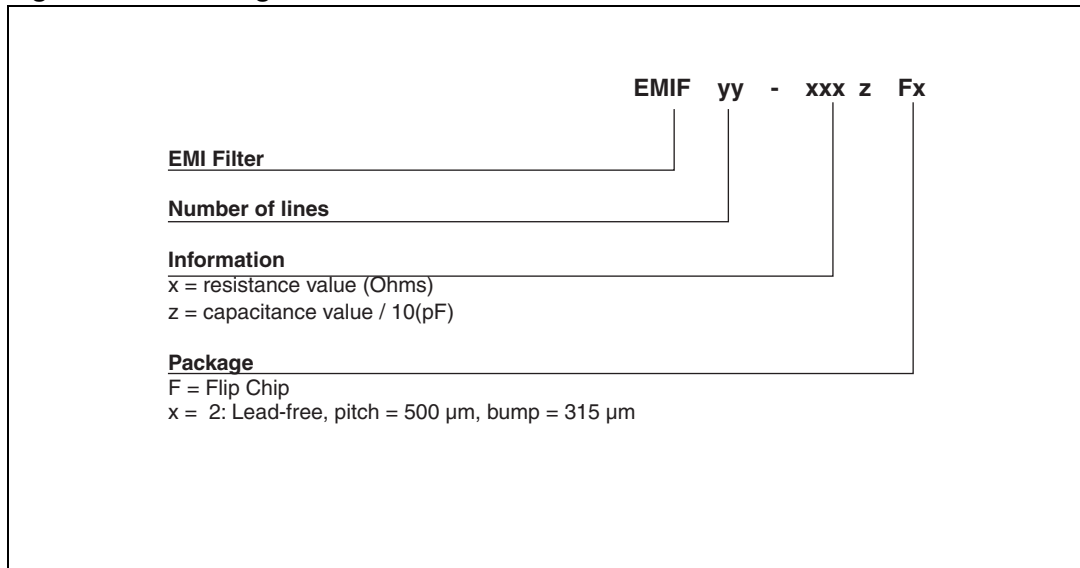 EMIF yy - xxx z Fx
EMI Filter
Number of lines
Information
x = resistance value (Ohms)
z = capacitance value / 10(pF)
Package
F = Flip Chip
x = 2: Lead-free, pitch = 500 µm, bump = 315 µm